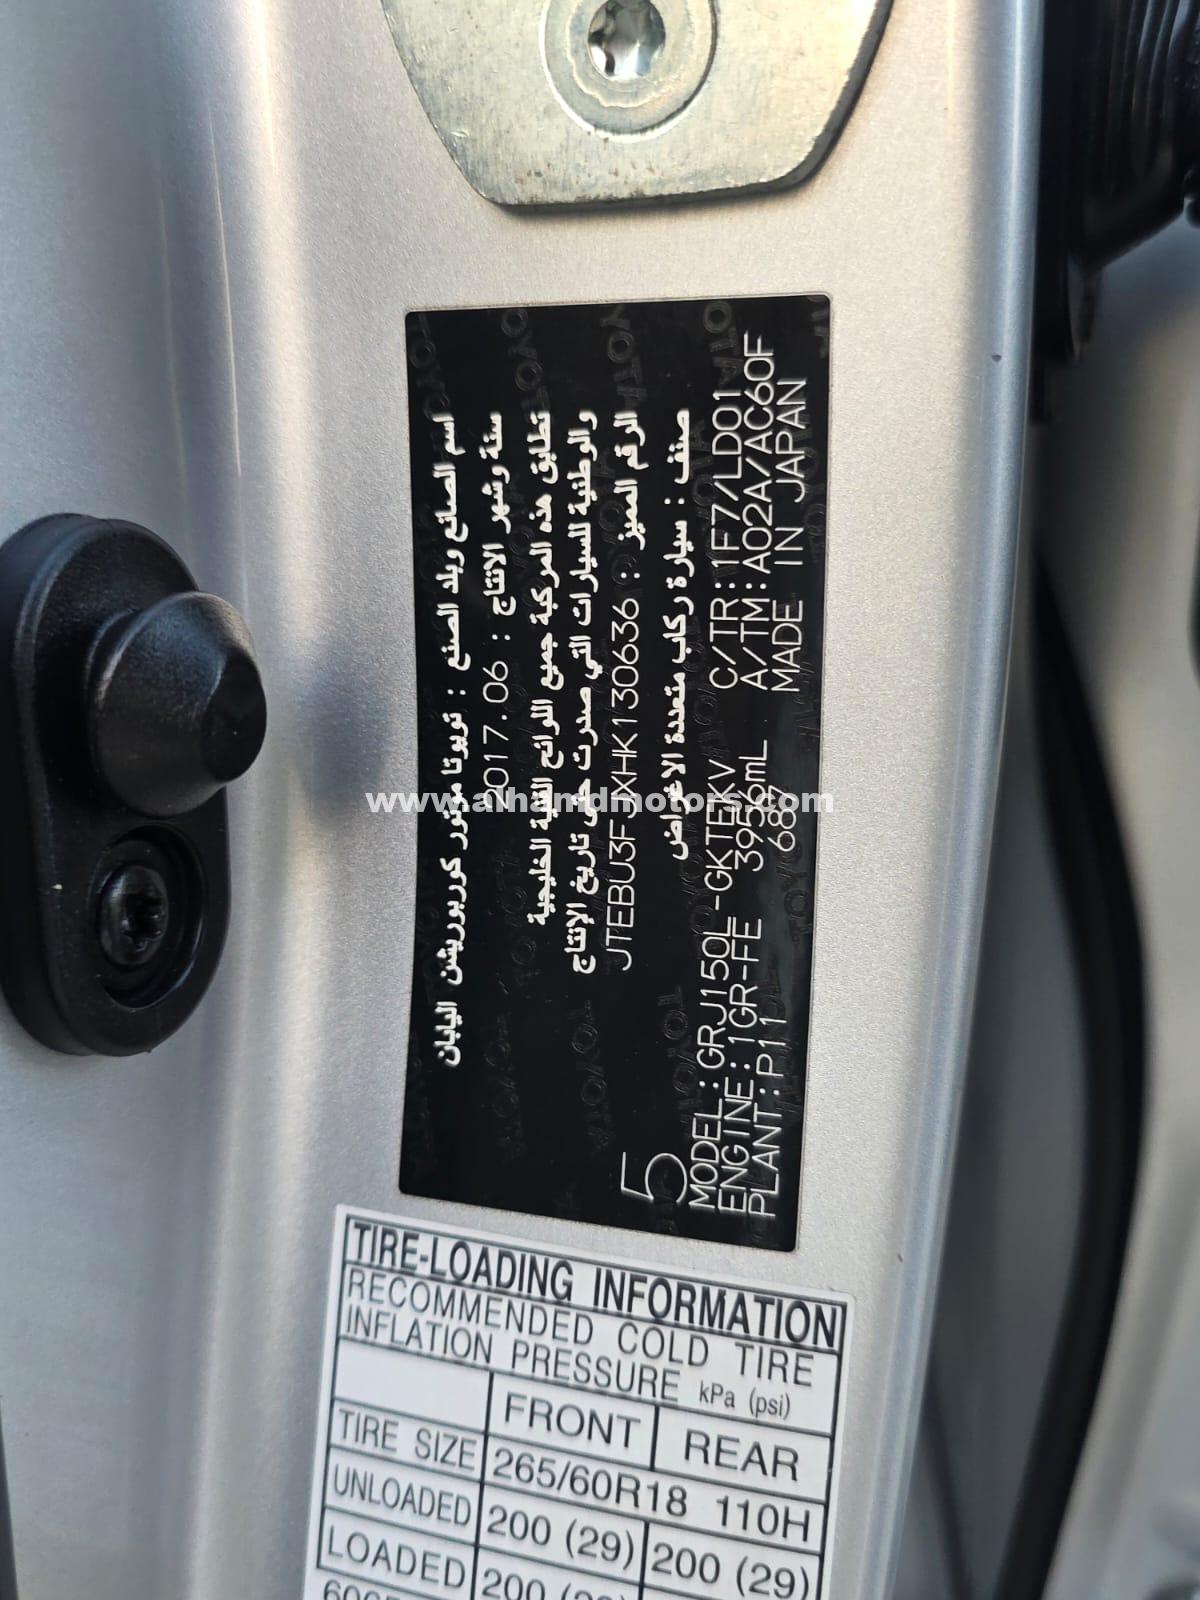 اسم الصانع وبلد الصنع : تويوتا موتور كوربوريشن اليابان
سنة وشهر الانتاج : 2017.06
تطابق هذه المركبة جميع اللوائح الفنية الخليجية
والوطنية للسيارات التي صدرت حتى تاريخ الإنتاج
الرقم المميز : JTEBU3FJXHK130636
صنف : سيارة ركاب متعددة الاغراض
5
MODEL:GRJ150L-GKTEKV C/TR:1F7/LD01
ENGINE:1GR-FE 3956mL A/TM:A02A/AC60F
PLANT:P11 687 MADE IN JAPAN
www.alhamdmotors.com
TIRE-LOADING INFORMATION
RECOMMENDED COLD TIRE
INFLATION PRESSURE kPa (psi)
FRONT REAR
TIRE SIZE 265/60R18 110H
UNLOADED 200 (29) 200 (29)
LOADED 200